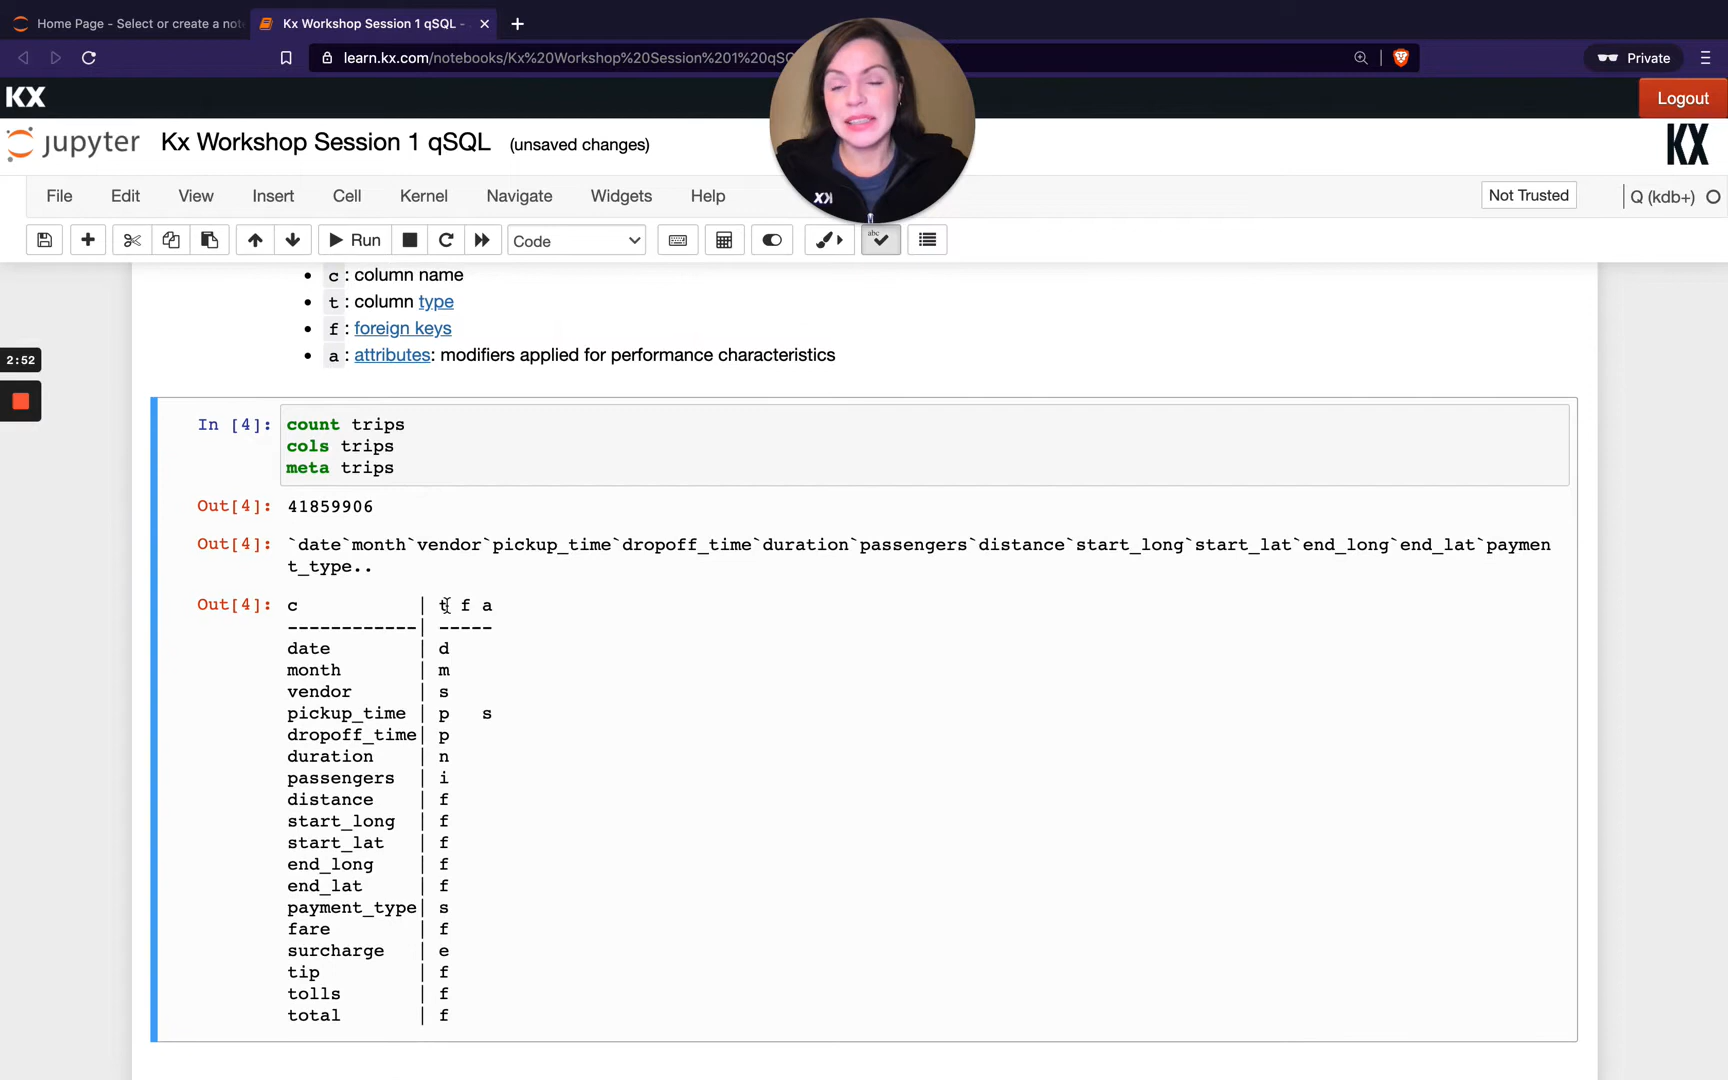 Home Page - Select or create a not
Kx Workshop Session 1 qSQL -
learn.kx.com/notebooks/Kx%20Workshop%20Session%201%20qSQ
Private
KX
Logout
jupyter Kx Workshop Session 1 qSQL (unsaved changes)
KX
File Edit View Insert Cell Kernel Navigate Widgets Help
Not Trusted
Q (kdb+)
Run
Code
abc
KX
c : column name
t : column type
f : foreign keys
a : attributes: modifiers applied for performance characteristics
2:52
In [4]: count trips
cols trips
meta trips
Out[4]: 41859906
Out[4]: `date`month`vendor`pickup_time`dropoff_time`duration`passengers`distance`start_long`start_lat`end_long`end_lat`paymen
t_type..
Out[4]: c | t f a
------------| -----
date | d
month | m
vendor | s
pickup_time | p s
dropoff_time| p
duration | n
passengers | i
distance | f
start_long | f
start_lat | f
end_long | f
end_lat | f
payment_type| s
fare | f
surcharge | e
tip | f
tolls | f
total | f